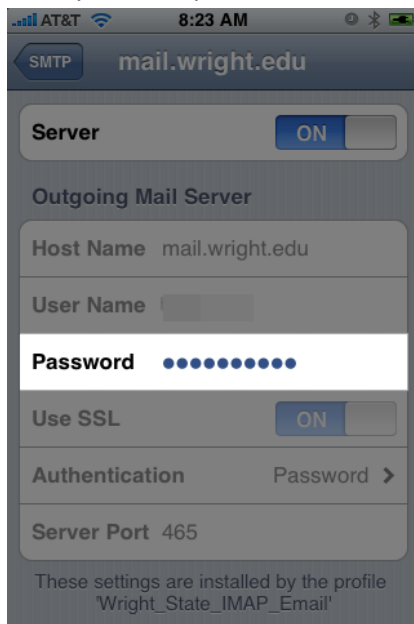 AT&T 8:23 AM
SMTP mail.wright.edu
Server ON
Outgoing Mail Server
Host Name mail.wright.edu
User Name
Password ●●●●●●●●●●
Use SSL ON
Authentication Password >
Server Port 465
These settings are installed by the profile
'Wright_State_IMAP_Email'